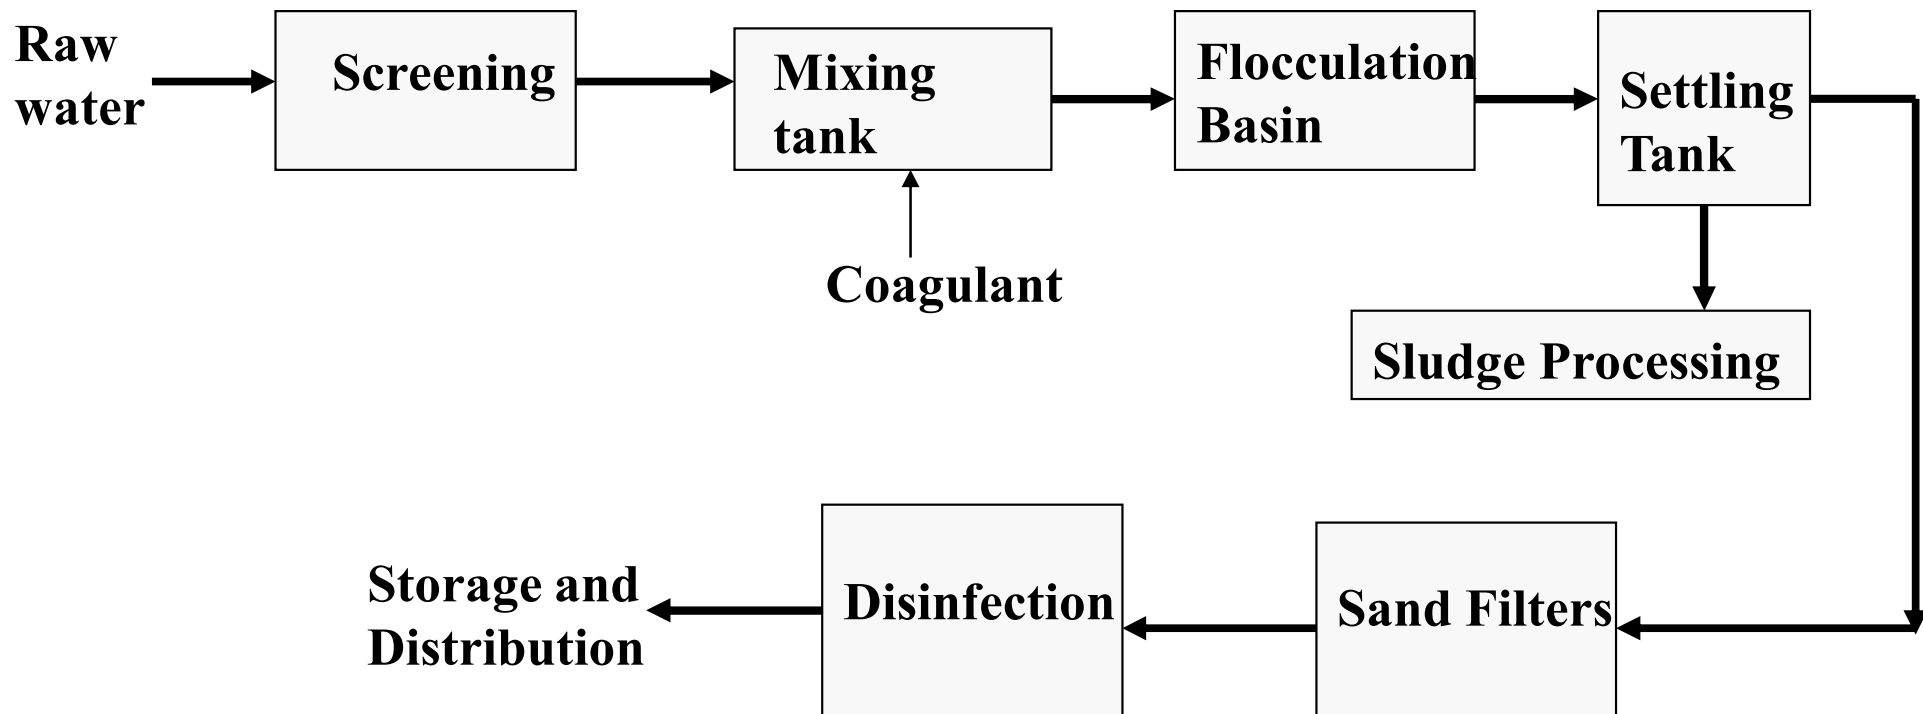 Raw
water
Screening
Mixing
tank
Flocculation
Basin
Settling
Tank
Coagulant
Sludge Processing
Storage and
Distribution
Disinfection
Sand Filters